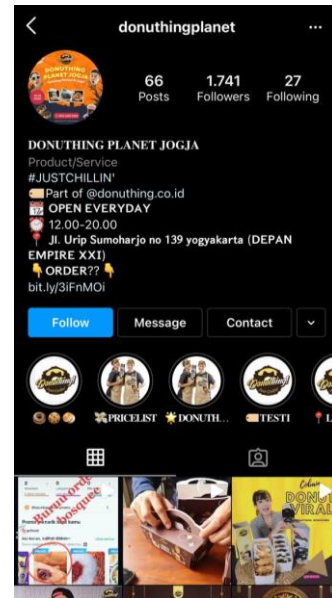 donuthingplanet
66
Posts
1.741
Followers
27
Following
DONUTHING PLANET JOGJA
Product/Service
#JUSTCHILLIN'
Part of @donuthing.co.id
OPEN EVERYDAY
12.00-20.00
Jl. Urip Sumoharjo no 139 yogyakarta (DEPAN
EMPIRE XXI)
ORDER??
bit.ly/3iFnMOi
Follow
Message
Contact
PRICELIST
DONUTH...
TESTI
DONUT
VIRAL